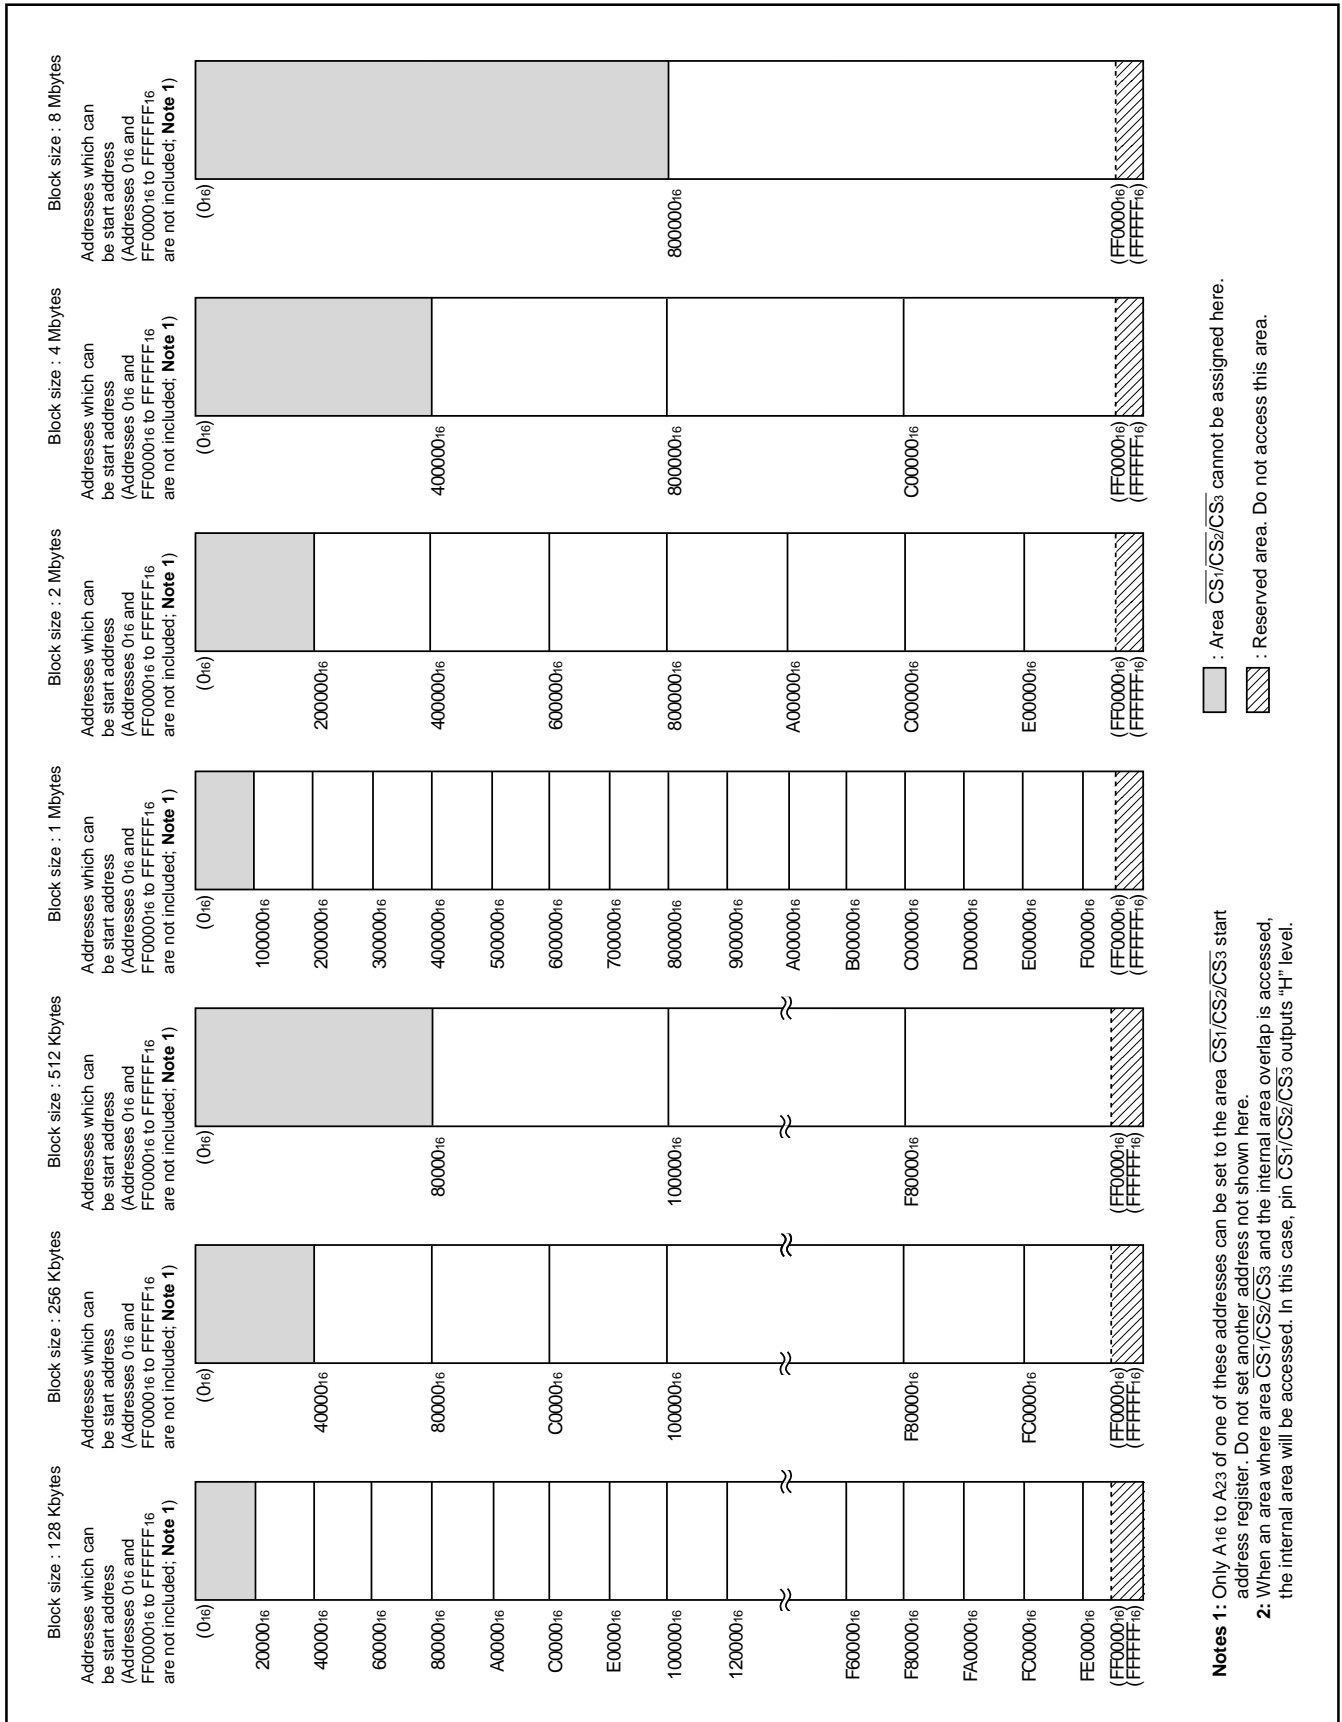 Block size : 128 Kbytes
Addresses which can
be start address
(Addresses 016 and
FF000016 to FFFFFF16
are not included; Note 1)
(016)
2000016
4000016
6000016
8000016
A000016
C000016
E000016
10000016
12000016
F6000016
F8000016
FA000016
FC000016
FE000016
(FF000016)
(FFFFFF16)
Block size : 256 Kbytes
Addresses which can
be start address
(Addresses 016 and
FF000016 to FFFFFF16
are not included; Note 1)
(016)
4000016
8000016
C000016
10000016
F8000016
FC000016
(FF000016)
(FFFFFF16)
Block size : 512 Kbytes
Addresses which can
be start address
(Addresses 016 and
FF000016 to FFFFFF16
are not included; Note 1)
(016)
8000016
10000016
F8000016
(FF000016)
(FFFFFF16)
Block size : 1 Mbytes
Addresses which can
be start address
(Addresses 016 and
FF000016 to FFFFFF16
are not included; Note 1)
(016)
10000016
20000016
30000016
40000016
50000016
60000016
70000016
80000016
90000016
A0000016
B0000016
C0000016
D0000016
E0000016
F0000016
(FF000016)
(FFFFFF16)
Block size : 2 Mbytes
Addresses which can
be start address
(Addresses 016 and
FF000016 to FFFFFF16
are not included; Note 1)
(016)
20000016
40000016
60000016
80000016
A0000016
C0000016
E0000016
(FF000016)
(FFFFFF16)
Block size : 4 Mbytes
Addresses which can
be start address
(Addresses 016 and
FF000016 to FFFFFF16
are not included; Note 1)
(016)
40000016
80000016
C0000016
(FF000016)
(FFFFFF16)
Block size : 8 Mbytes
Addresses which can
be start address
(Addresses 016 and
FF000016 to FFFFFF16
are not included; Note 1)
(016)
80000016
(FF000016)
(FFFFFF16)
: Area CS1/CS2/CS3 cannot be assigned here.
: Reserved area. Do not access this area.
Notes 1: Only A16 to A23 of one of these addresses can be set to the area CS1/CS2/CS3 start
address register. Do not set another address not shown here.
2: When an area where area CS1/CS2/CS3 and the internal area overlap is accessed,
the internal area will be accessed. In this case, pin CS1/CS2/CS3 outputs “H” level.